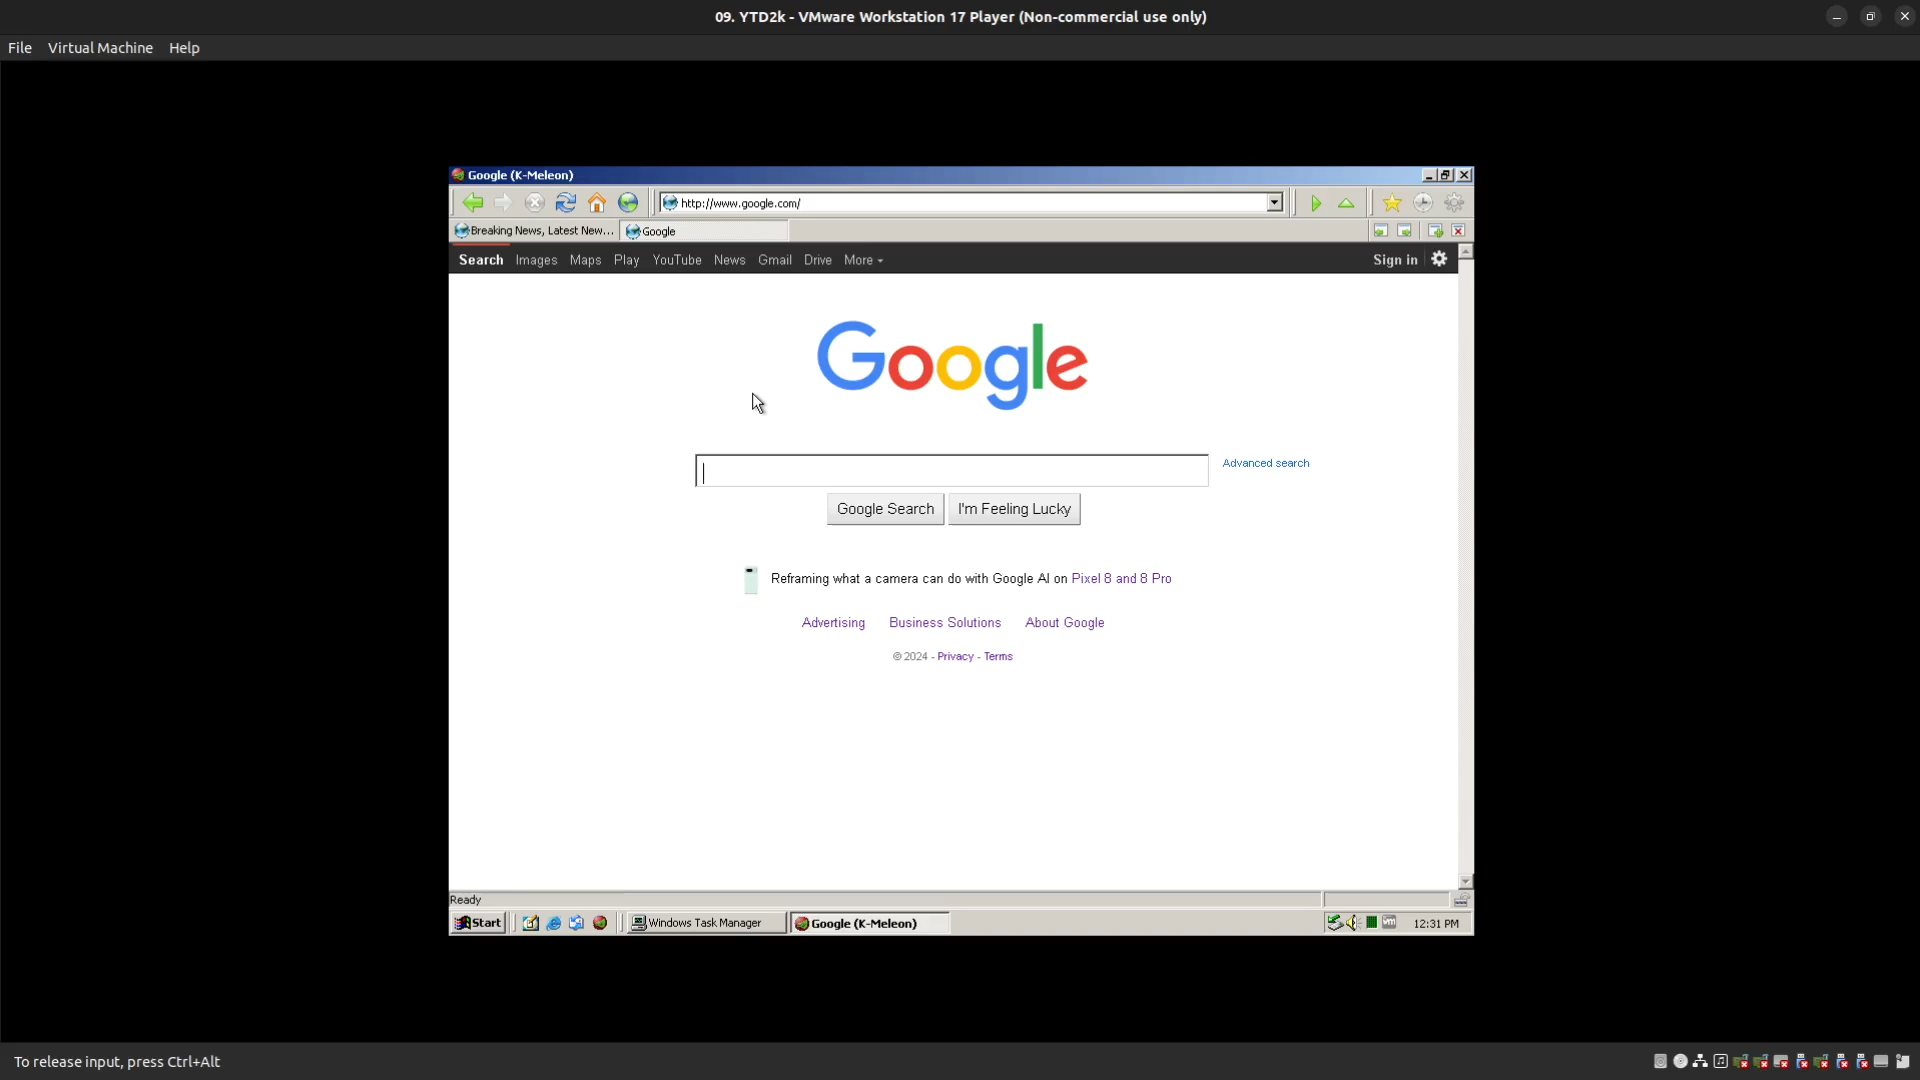 09. YTD2k - VMware Workstation 17 Player (Non-commercial use only)
File Virtual Machine Help
Google (K-Meleon)
http://www.google.com/
Breaking News, Latest New... Google
Search Images Maps Play YouTube News Gmail Drive More Sign in
Google
Advanced search
Google Search I'm Feeling Lucky
Reframing what a camera can do with Google AI on Pixel 8 and 8 Pro
Advertising Business Solutions About Google
© 2024 - Privacy - Terms
Ready
Start Windows Task Manager Google (K-Meleon) 12:31 PM
To release input, press Ctrl+Alt